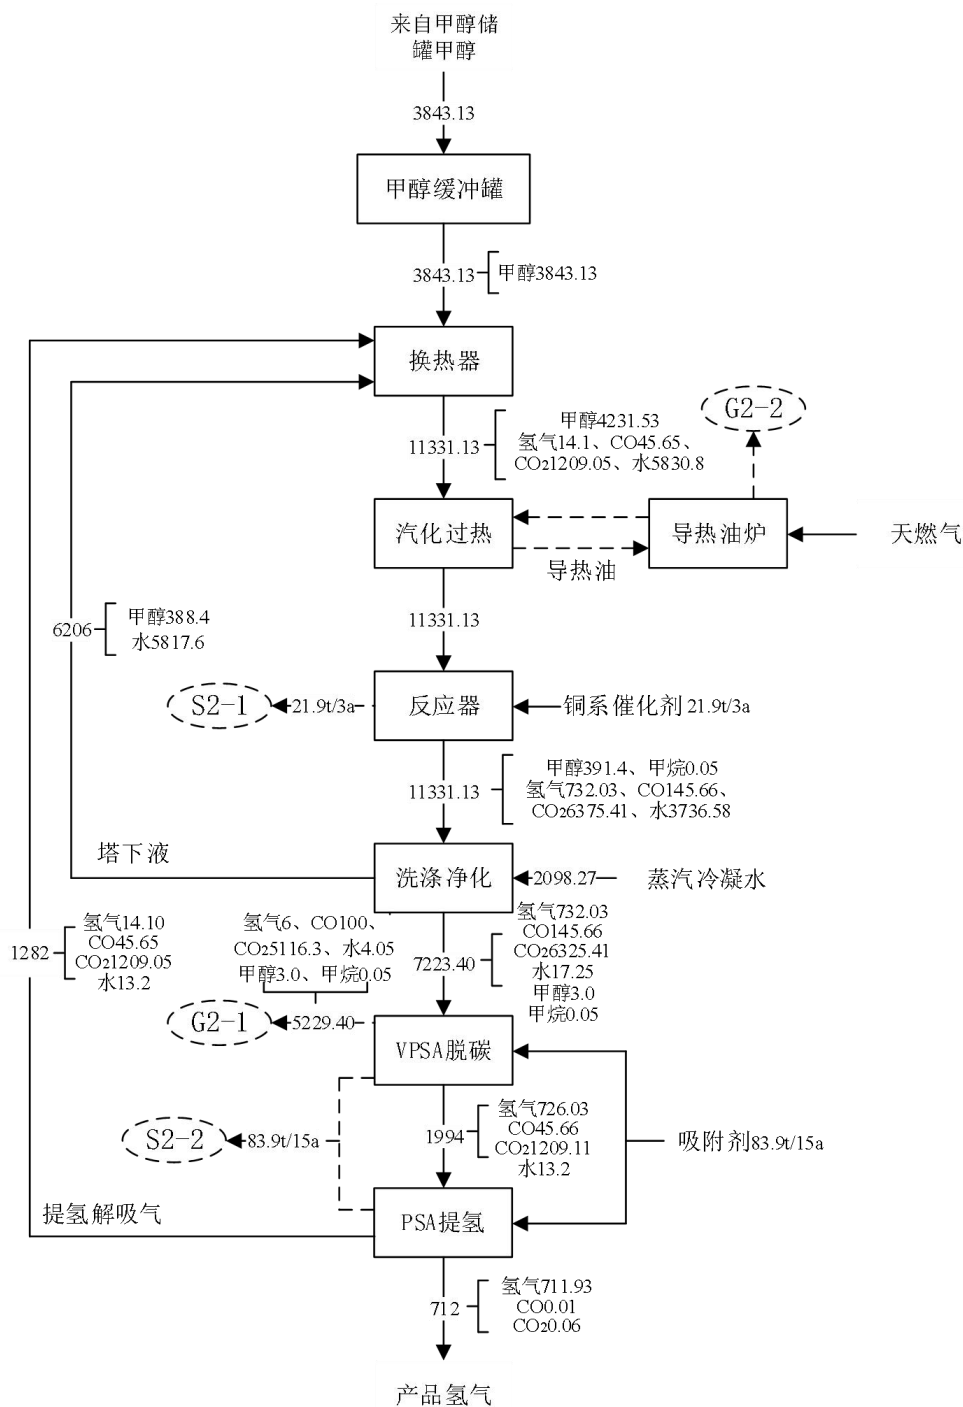 来自甲醇储
罐甲醇
3843.13
甲醇缓冲罐
3843.13
甲醇3843.13
换热器
G2-2
甲醇4231.53
11331.13
氢气14.1、CO45.65、
CO₂1209.05、水5830.8
汽化过热
导热油炉
天燃气
导热油
11331.13
甲醇388.4
6206
水5817.6
S2-1
21.9t/3a
反应器
铜系催化剂21.9t/3a
甲醇391.4、甲烷0.05
11331.13
氢气732.03、CO145.66、
CO₂6375.41、水3736.58
塔下液
洗涤净化
2098.27
蒸汽冷凝水
氢气14.10
CO45.65
1282
CO₂1209.05
水13.2
氢气6、CO100、
CO₂5116.3、水4.05
甲醇3.0、甲烷0.05
氢气732.03
CO145.66
CO₂6325.41
7223.40
水17.25
甲醇3.0
甲烷0.05
G2-1
5229.40
VPSA脱碳
氢气726.03
CO45.66
1994
CO₂1209.11
水13.2
S2-2
83.9t/15a
吸附剂83.9t/15a
提氢解吸气
PSA提氢
氢气711.93
712
CO0.01
CO₂0.06
产品氢气